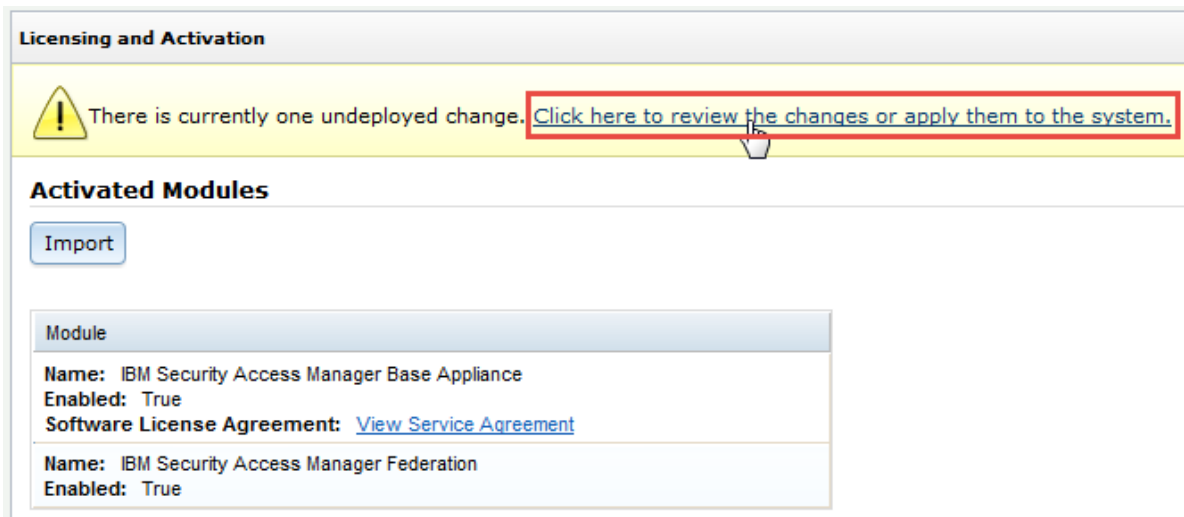 Licensing and Activation
There is currently one undeployed change. Click here to review the changes or apply them to the system.
Activated Modules
Import
Module
Name: IBM Security Access Manager Base Appliance
Enabled: True
Software License Agreement: View Service Agreement
Name: IBM Security Access Manager Federation
Enabled: True